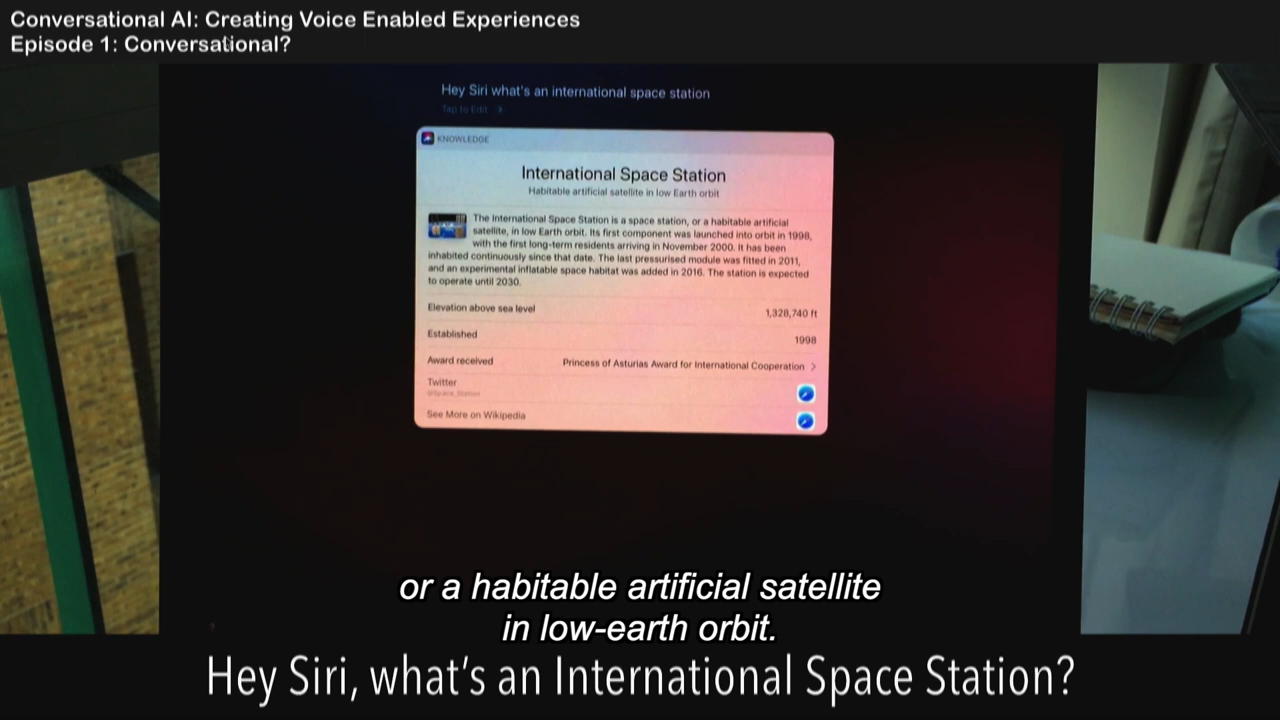 Conversational AI: Creating Voice Enabled Experiences
Episode 1: Conversational?
Hey Siri what's an international space station
Tap to Edit >
KNOWLEDGE
International Space Station
Habitable artificial satellite in low Earth orbit
The International Space Station is a space station, or a habitable artificial
satellite, in low Earth orbit. Its first component was launched into orbit in 1998,
with the first long-term residents arriving in November 2000. It has been
inhabited continuously since that date. The last pressurised module was fitted in 2011,
and an experimental inflatable space habitat was added in 2016. The station is expected
to operate until 2030.
Elevation above sea level 1,328,740 ft
Established 1998
Award received Princess of Asturias Award for International Cooperation >
Twitter
@Space_Station
See More on Wikipedia
or a habitable artificial satellite
in low-earth orbit.
Hey Siri, what's an International Space Station?